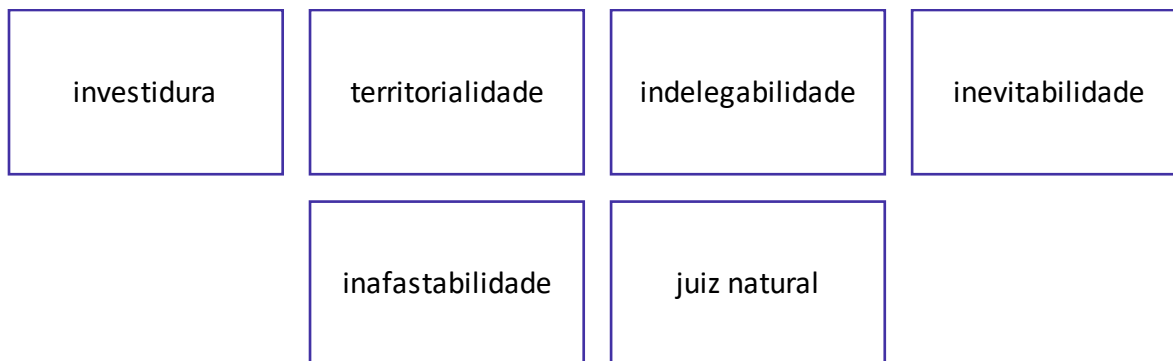 investidura
territorialidade
indelegabilidade
inevitabilidade
inafastabilidade
juiz natural